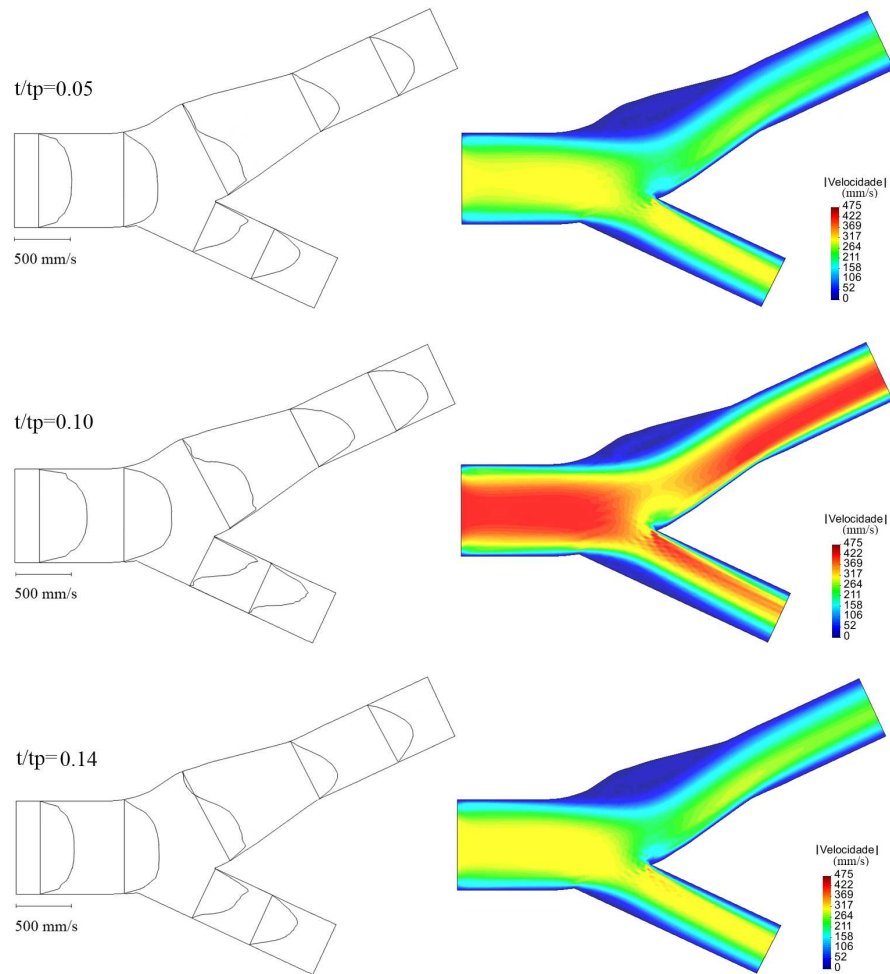 t/tp=0.05
500 mm/s
|Velocidade|
(mm/s)
475
422
369
317
264
211
158
106
52
0
t/tp=0.10
500 mm/s
|Velocidade|
(mm/s)
475
422
369
317
264
211
158
106
52
0
t/tp=0.14
500 mm/s
|Velocidade|
(mm/s)
475
422
369
317
264
211
158
106
52
0